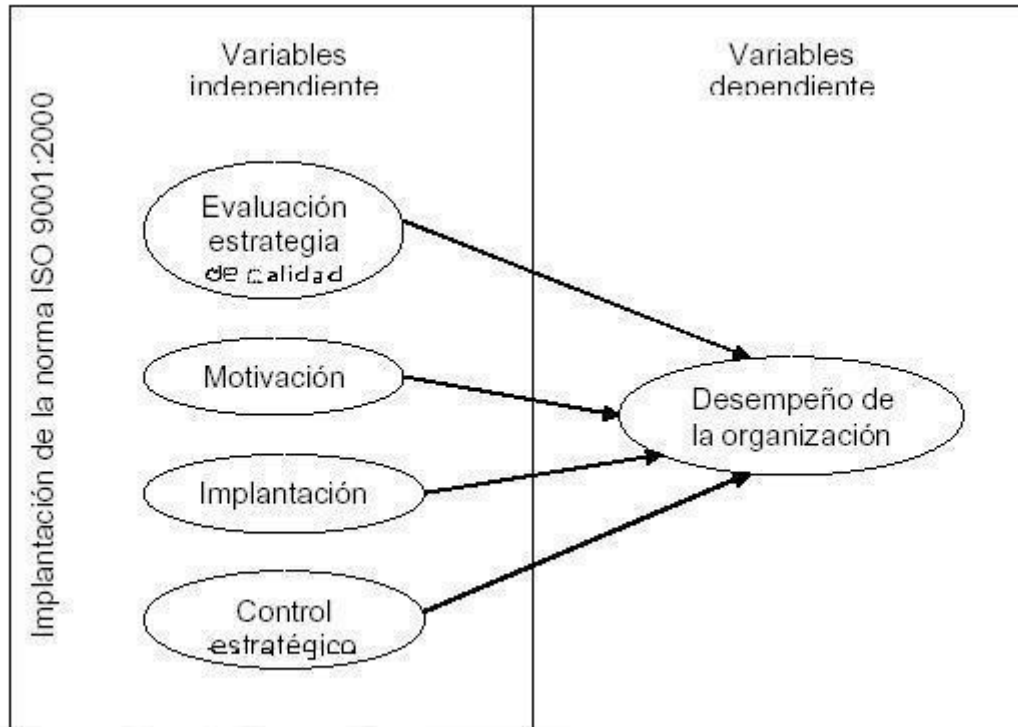 Implantación de la norma ISO 9001:2000
Variables
independiente
Variables
dependiente
Evaluación
estrategia
de calidad
Motivación
Implantación
Control
estratégico
Desempeño de
la organización